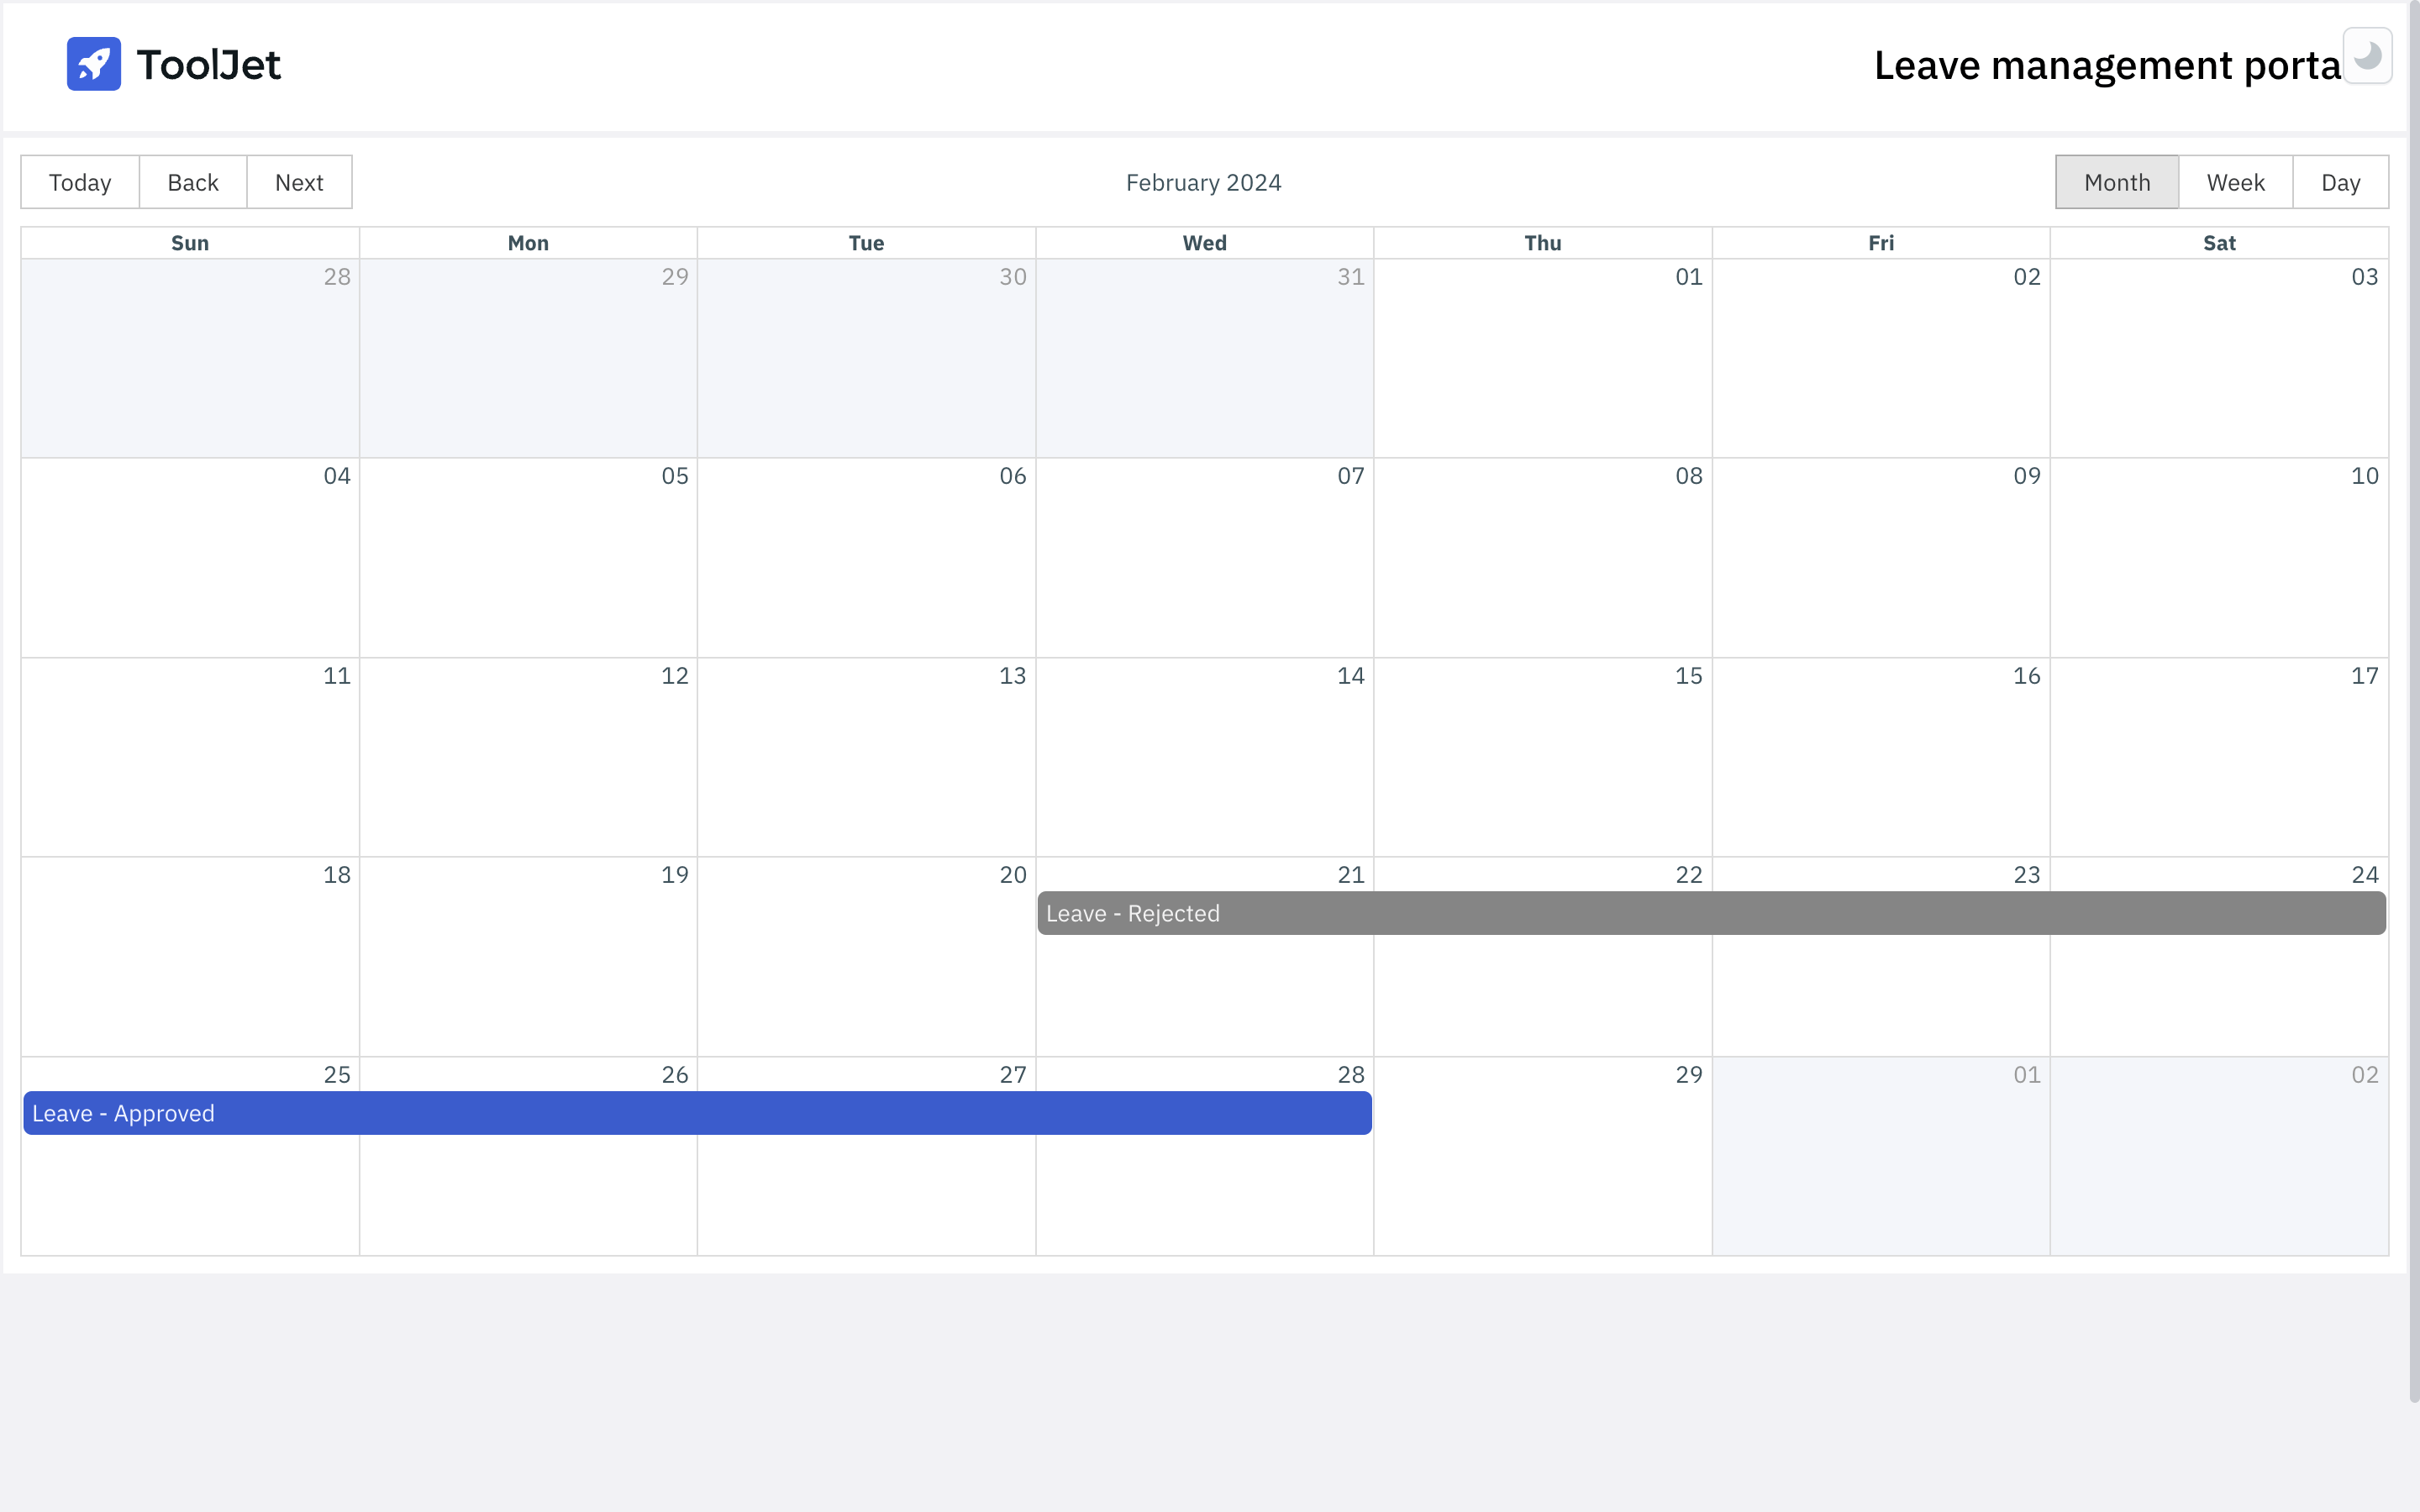 ToolJet
Leave management porta
Today Back Next February 2024 Month Week Day
Sun Mon Tue Wed Thu Fri Sat
28 29 30 31 01 02 03
04 05 06 07 08 09 10
11 12 13 14 15 16 17
18 19 20 21 22 23 24
Leave - Rejected
25 26 27 28 29 01 02
Leave - Approved